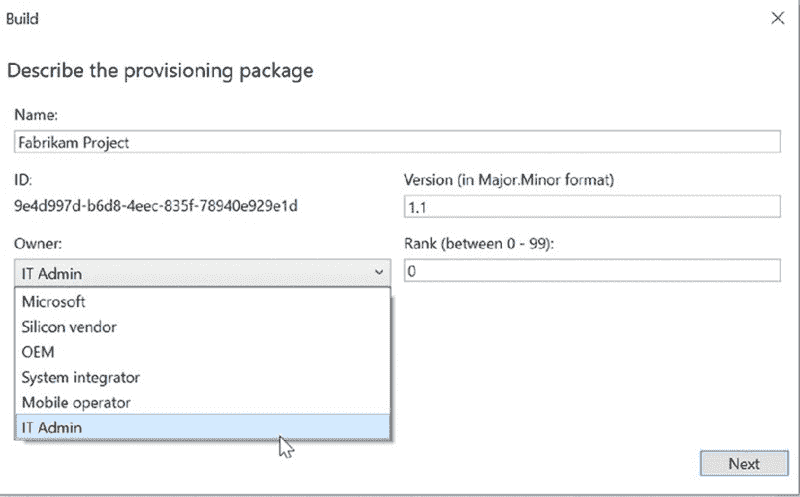 Build
Describe the provisioning package
Name:
Fabrikam Project
ID:
Version (in Major.Minor format)
9e4d997d-b6d8-4eec-835f-78940e929e1d
1.1
Owner:
Rank (between 0 - 99):
IT Admin
0
Microsoft
Silicon vendor
OEM
System integrator
Mobile operator
IT Admin
Next